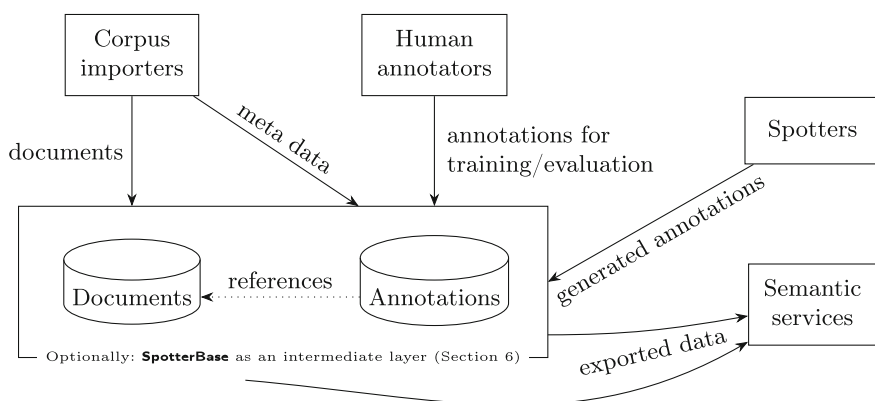 Corpus
importers
Human
annotators
Spotters
documents
meta data
annotations for
training/evaluation
generated annotations
Documents
references
Annotations
Semantic
services
Optionally: SpotterBase as an intermediate layer (Section 6)
exported data